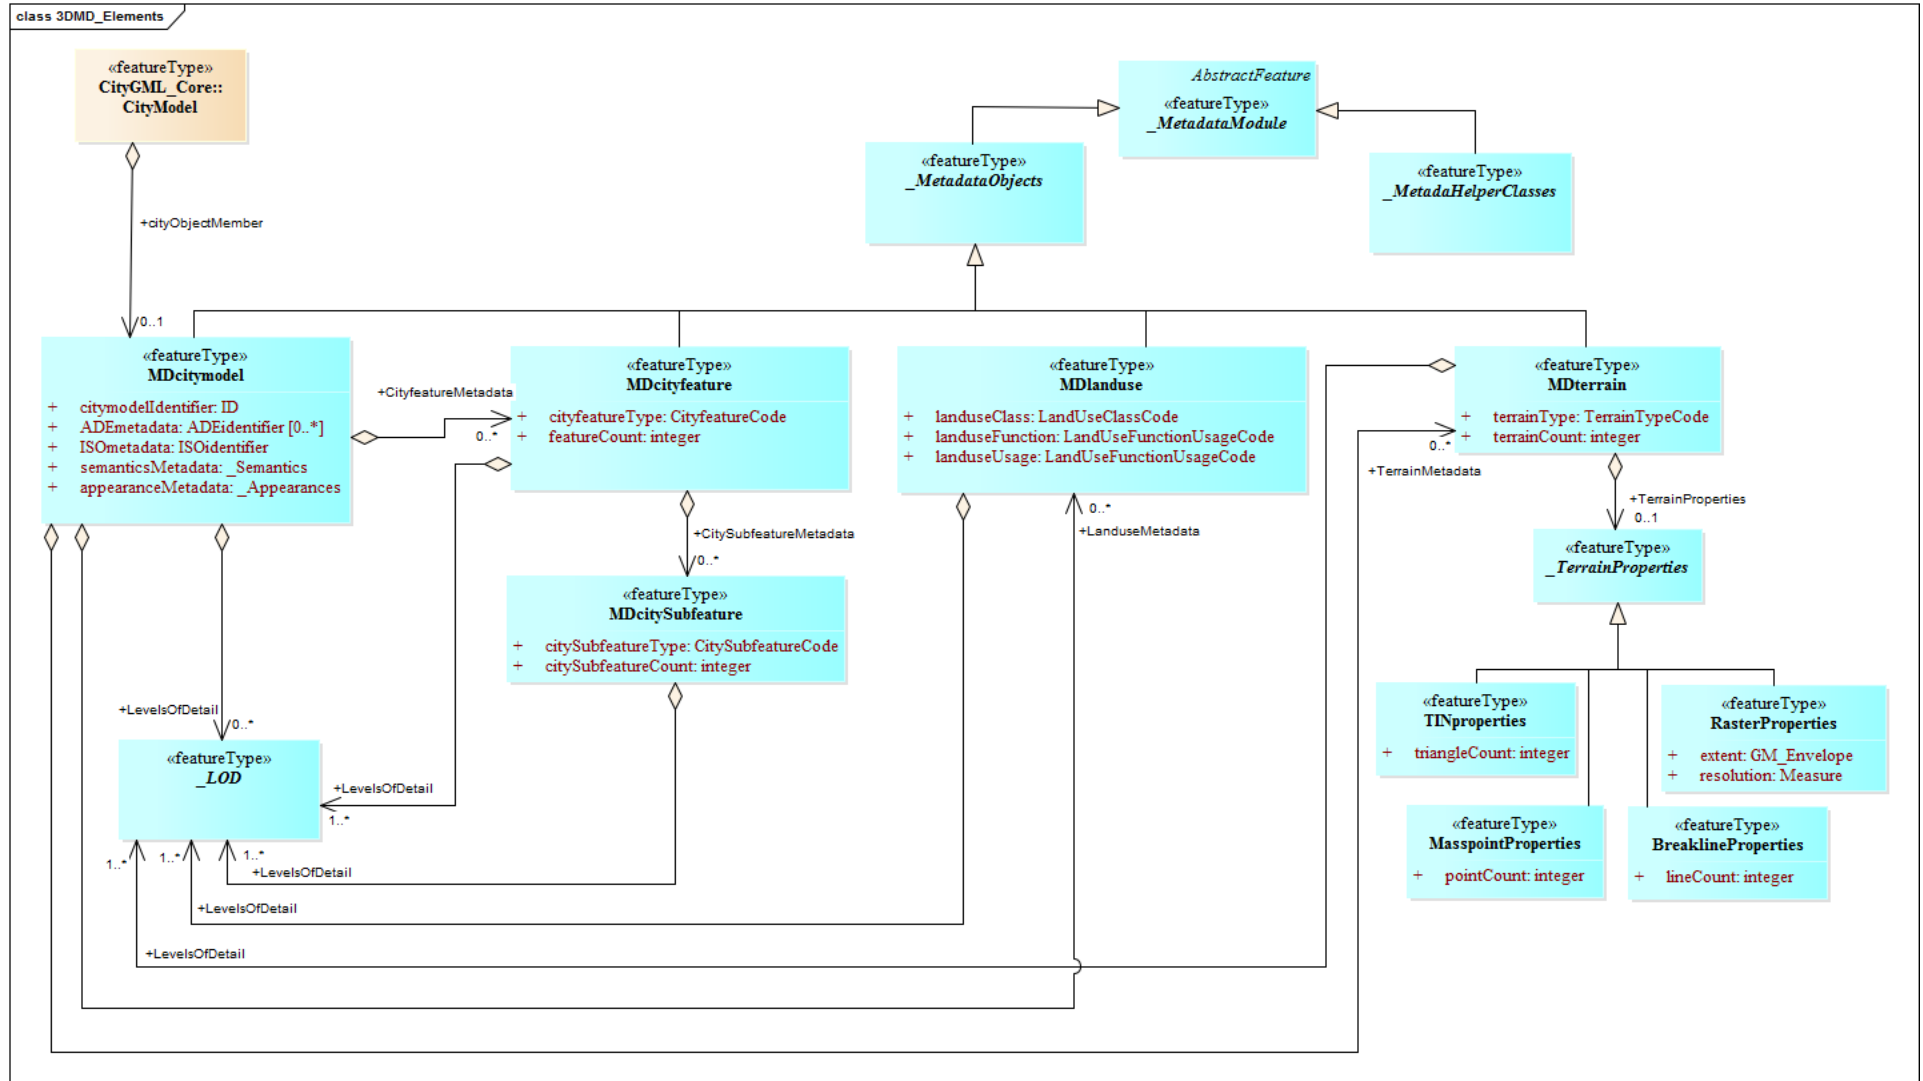 class 3DMD_Elements
«featureType»
CityGML_Core::
CityModel
+cityObjectMember
0..1
AbstractFeature
«featureType»
_MetadataModule
«featureType»
_MetadataObjects
«featureType»
_MetadaHelperClasses
«featureType»
MDcitymodel
+ citymodelIdentifier: ID
+ ADEmetadata: ADEidentifier [0..*]
+ ISOmetadata: ISOidentifier
+ semanticsMetadata: _Semantics
+ appearanceMetadata: _Appearances
+CityfeatureMetadata
0..*
«featureType»
MDcityfeature
+ cityfeatureType: CityfeatureCode
+ featureCount: integer
«featureType»
MDlanduse
+ landuseClass: LandUseClassCode
+ landuseFunction: LandUseFunctionUsageCode
+ landuseUsage: LandUseFunctionUsageCode
«featureType»
MDterrain
+ terrainType: TerrainTypeCode
+ terrainCount: integer
0..*
+TerrainMetadata
+TerrainProperties
0..1
+CitySubfeatureMetadata
0..*
0..*
+LanduseMetadata
«featureType»
_TerrainProperties
«featureType»
MDcitySubfeature
+ citySubfeatureType: CitySubfeatureCode
+ citySubfeatureCount: integer
+LevelsOfDetail
0..*
«featureType»
_LOD
+LevelsOfDetail
1..*
«featureType»
TINproperties
+ triangleCount: integer
«featureType»
RasterProperties
+ extent: GM_Envelope
+ resolution: Measure
«featureType»
MasspointProperties
+ pointCount: integer
«featureType»
BreaklineProperties
+ lineCount: integer
1..*
1..*
1..*
+LevelsOfDetail
+LevelsOfDetail
+LevelsOfDetail